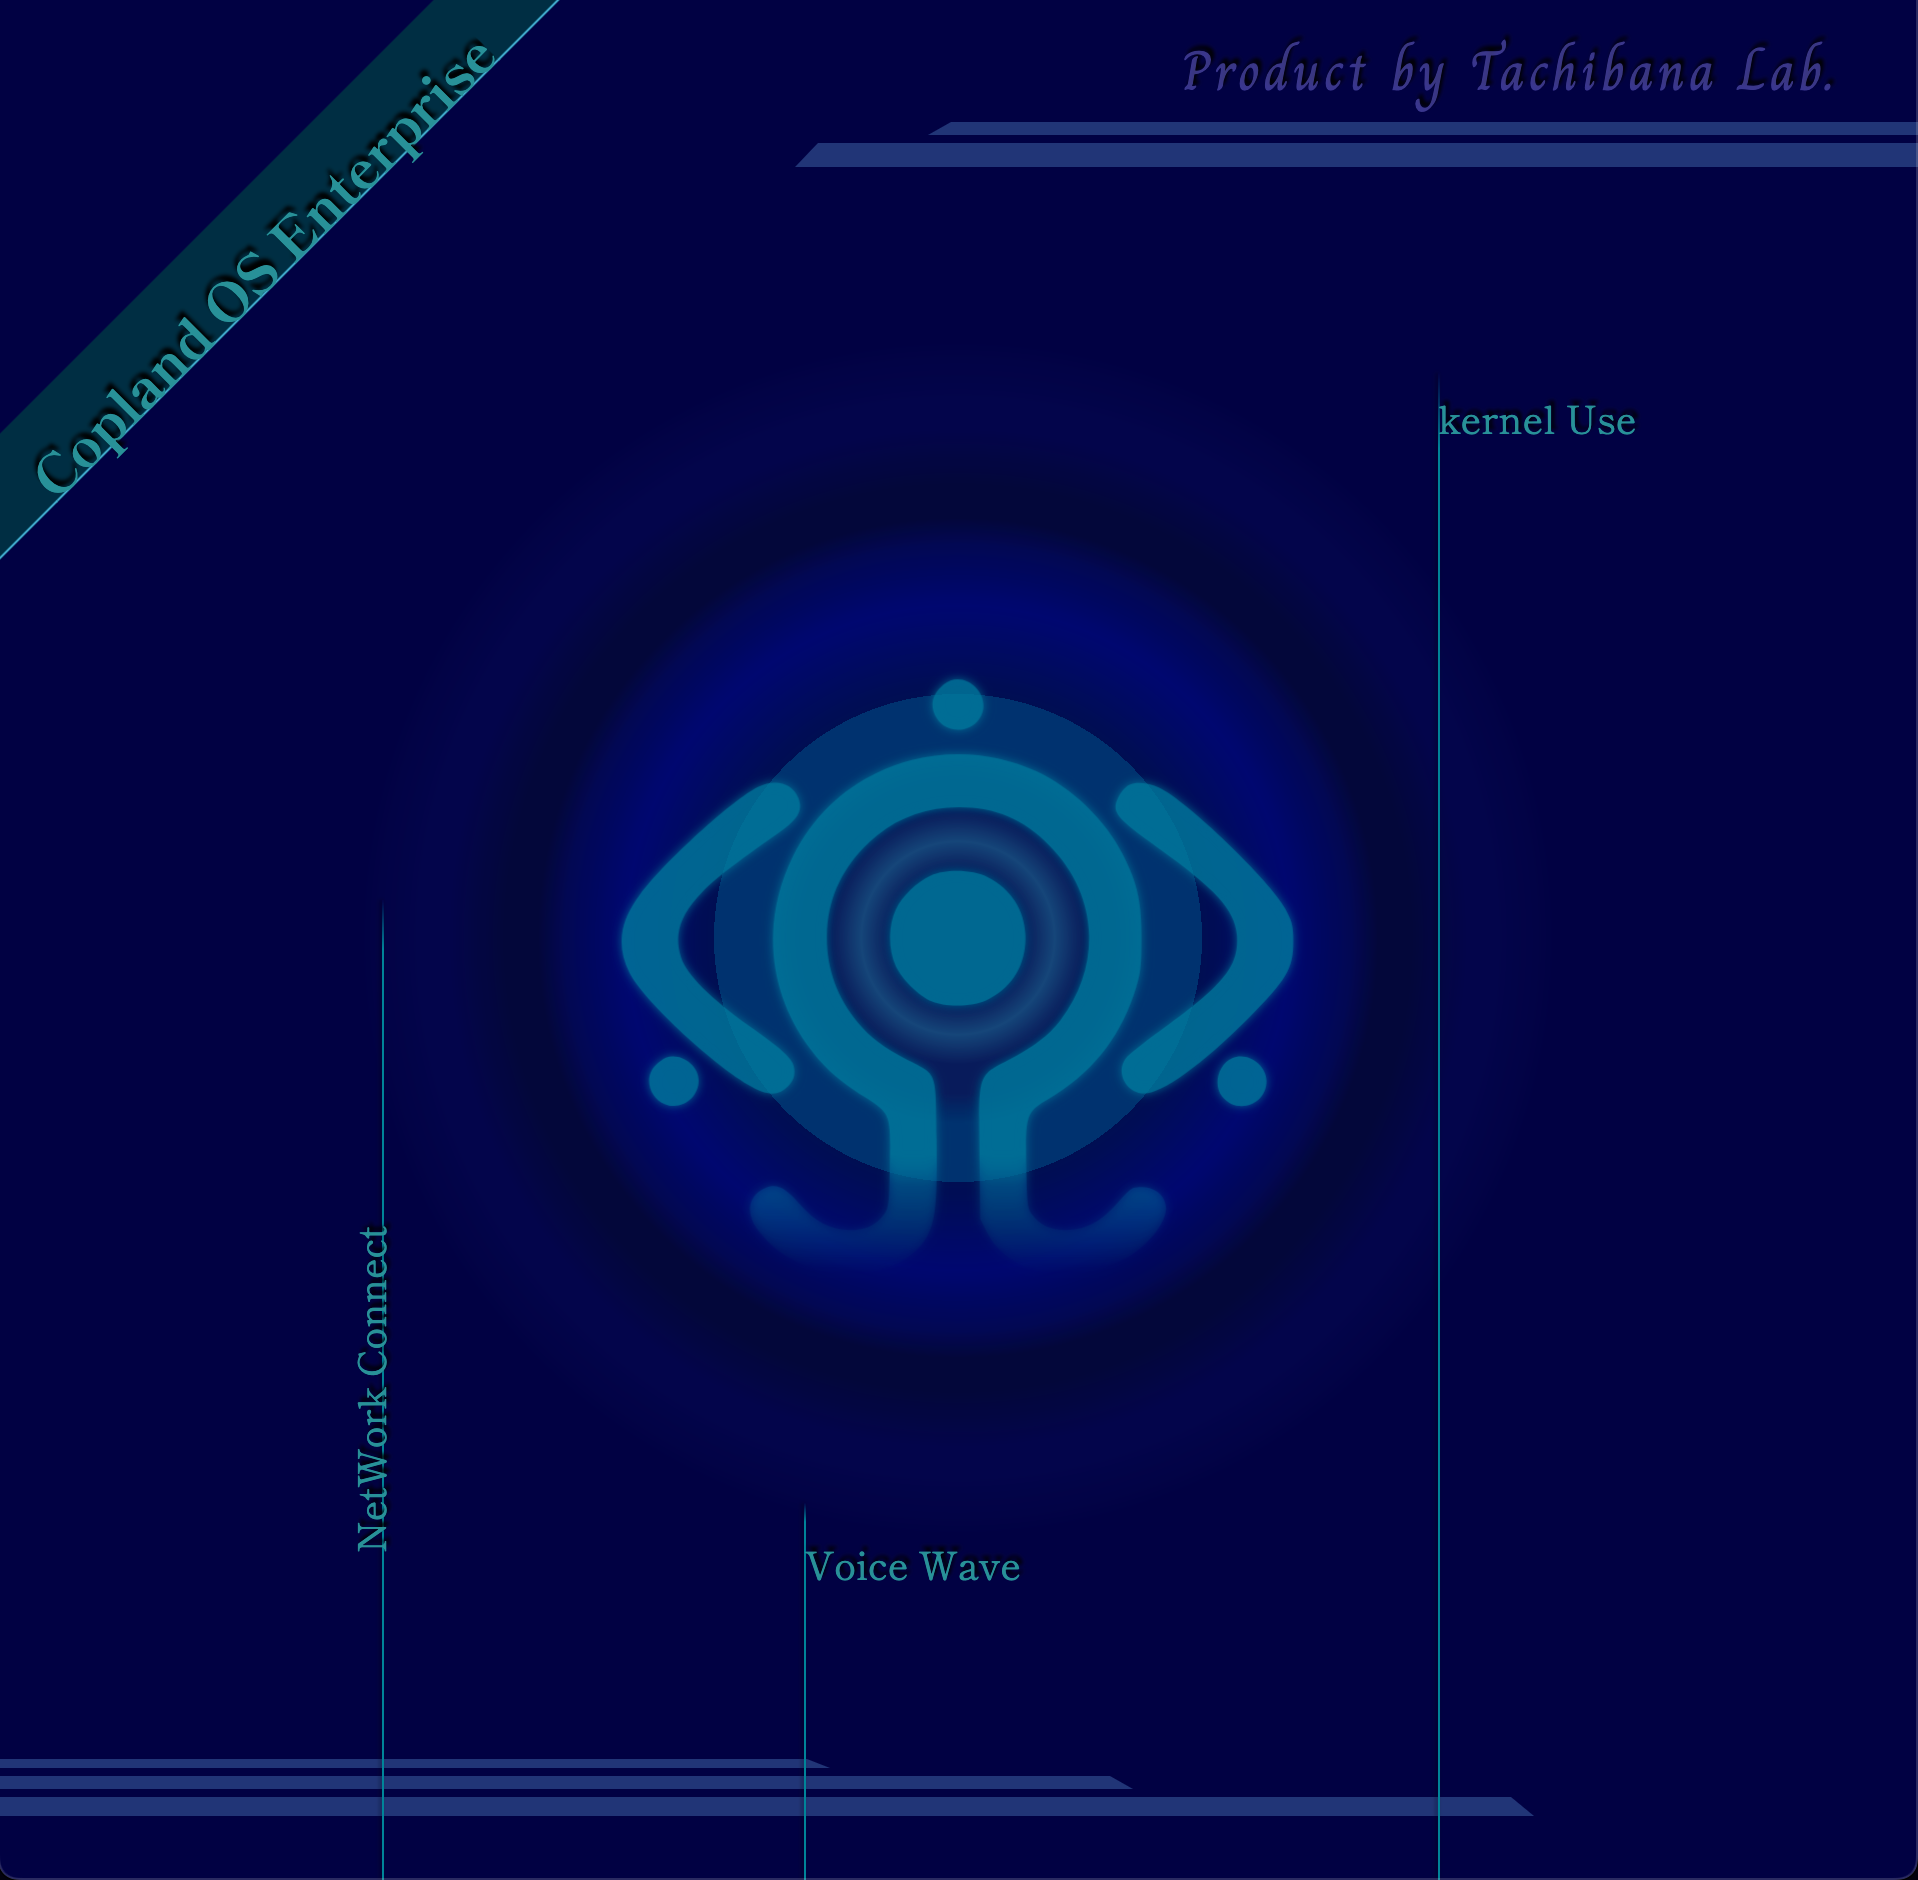 Copland OS Enterprise
Product by Tachibana Lab.
kernel Use
NetWork Connect
Voice Wave